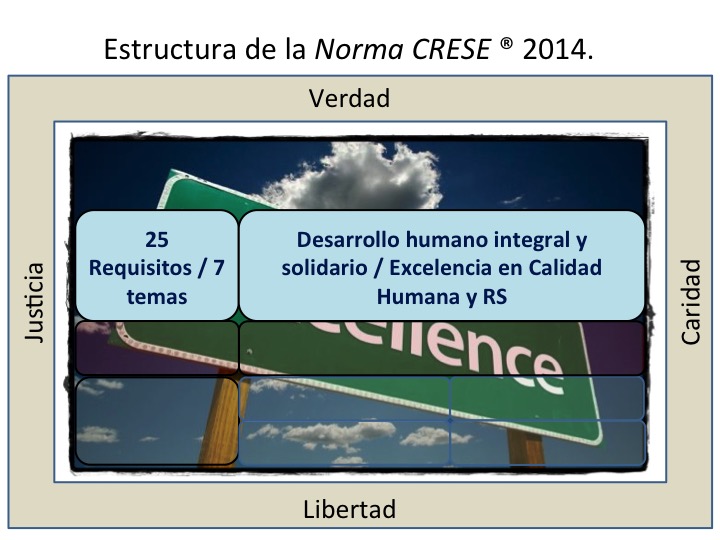 Estructura de la Norma CRESE ® 2014.
Verdad
Justicia
25
Requisitos / 7
temas
Desarrollo humano integral y
solidario / Excelencia en Calidad
Humana y RS
Caridad
Libertad